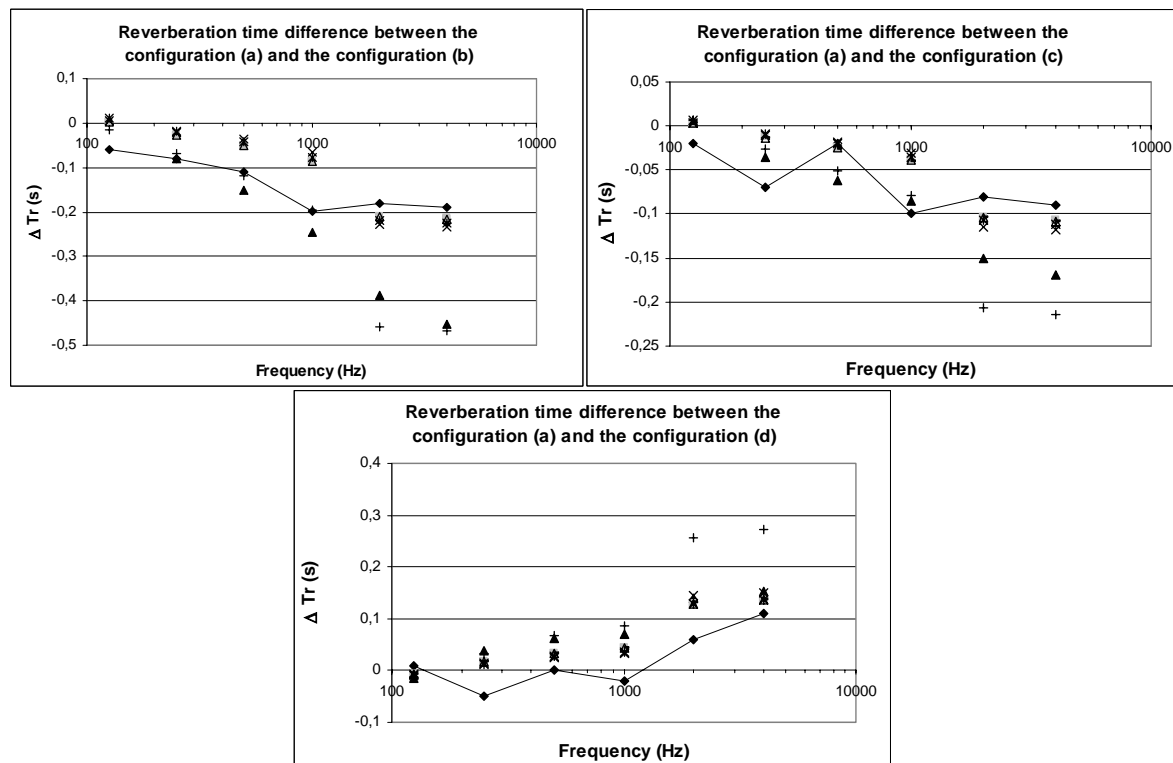 Reverberation time difference between the
configuration (a) and the configuration (b)
0,1
0
-0,1
-0,2
-0,3
-0,4
-0,5
100
1000
10000
Δ Tr (s)
Frequency (Hz)
Reverberation time difference between the
configuration (a) and the configuration (c)
0,05
0
-0,05
-0,1
-0,15
-0,2
-0,25
100
1000
10000
Δ Tr (s)
Frequency (Hz)
Reverberation time difference between the
configuration (a) and the configuration (d)
0,4
0,3
0,2
0,1
0
-0,1
100
1000
10000
Δ Tr (s)
Frequency (Hz)